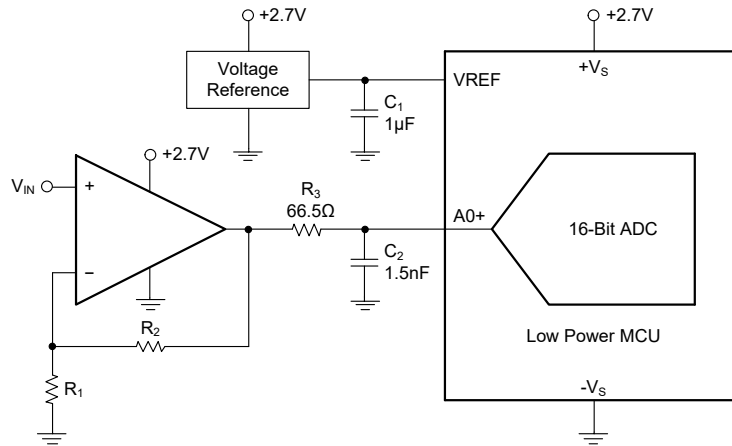 +2.7V
+2.7V
Voltage
Reference
VREF
+VS
C1
1µF
+2.7V
VIN
+
−
R3
66.5Ω
A0+
16-Bit ADC
C2
1.5nF
R2
Low Power MCU
R1
-VS